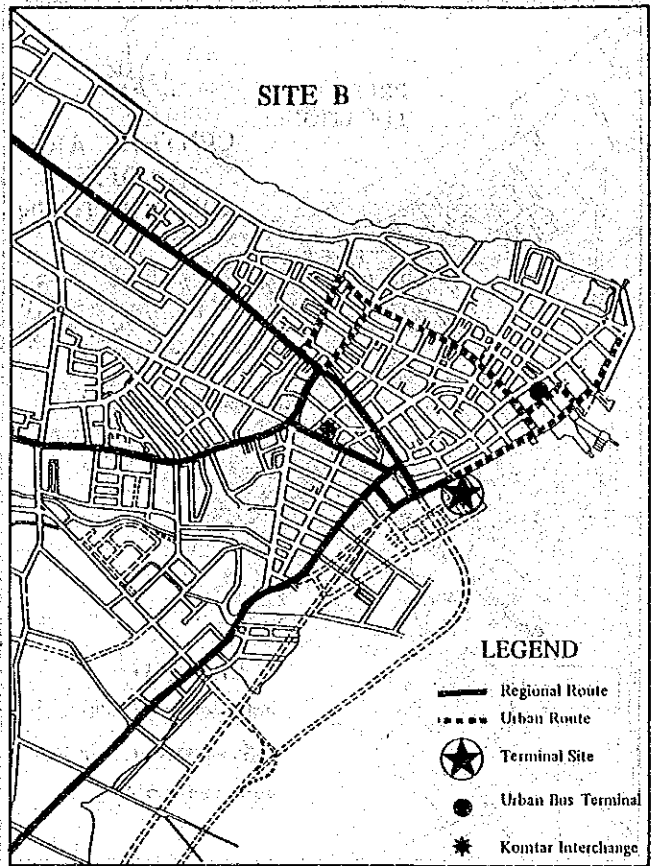 SITE B
LEGEND
Regional Route
Urban Route
Terminal Site
Urban Bus Terminal
Komtar Interchange